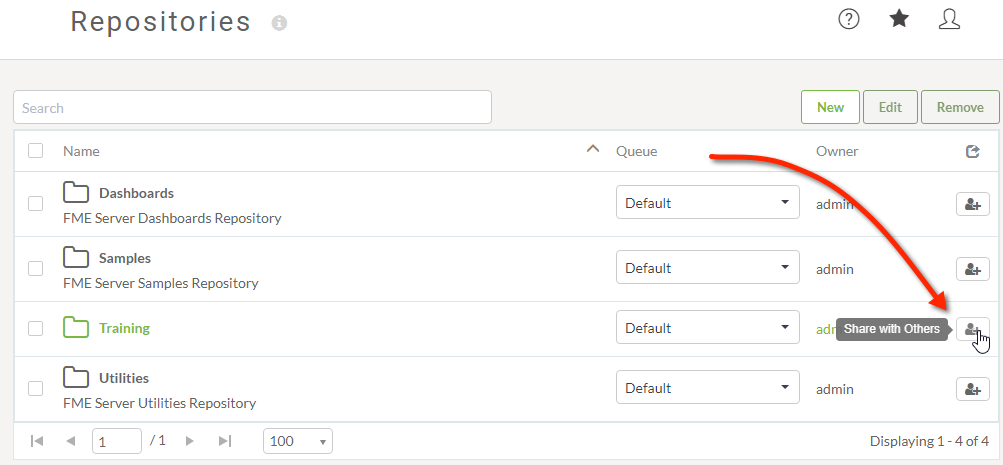 Repositories
Search
New Edit Remove
Name Queue Owner
Dashboards
FME Server Dashboards Repository
Default
admin
Samples
FME Server Samples Repository
Default
admin
Training
Default
Share with Others
Utilities
FME Server Utilities Repository
Default
admin
1 / 1 100 Displaying 1 - 4 of 4